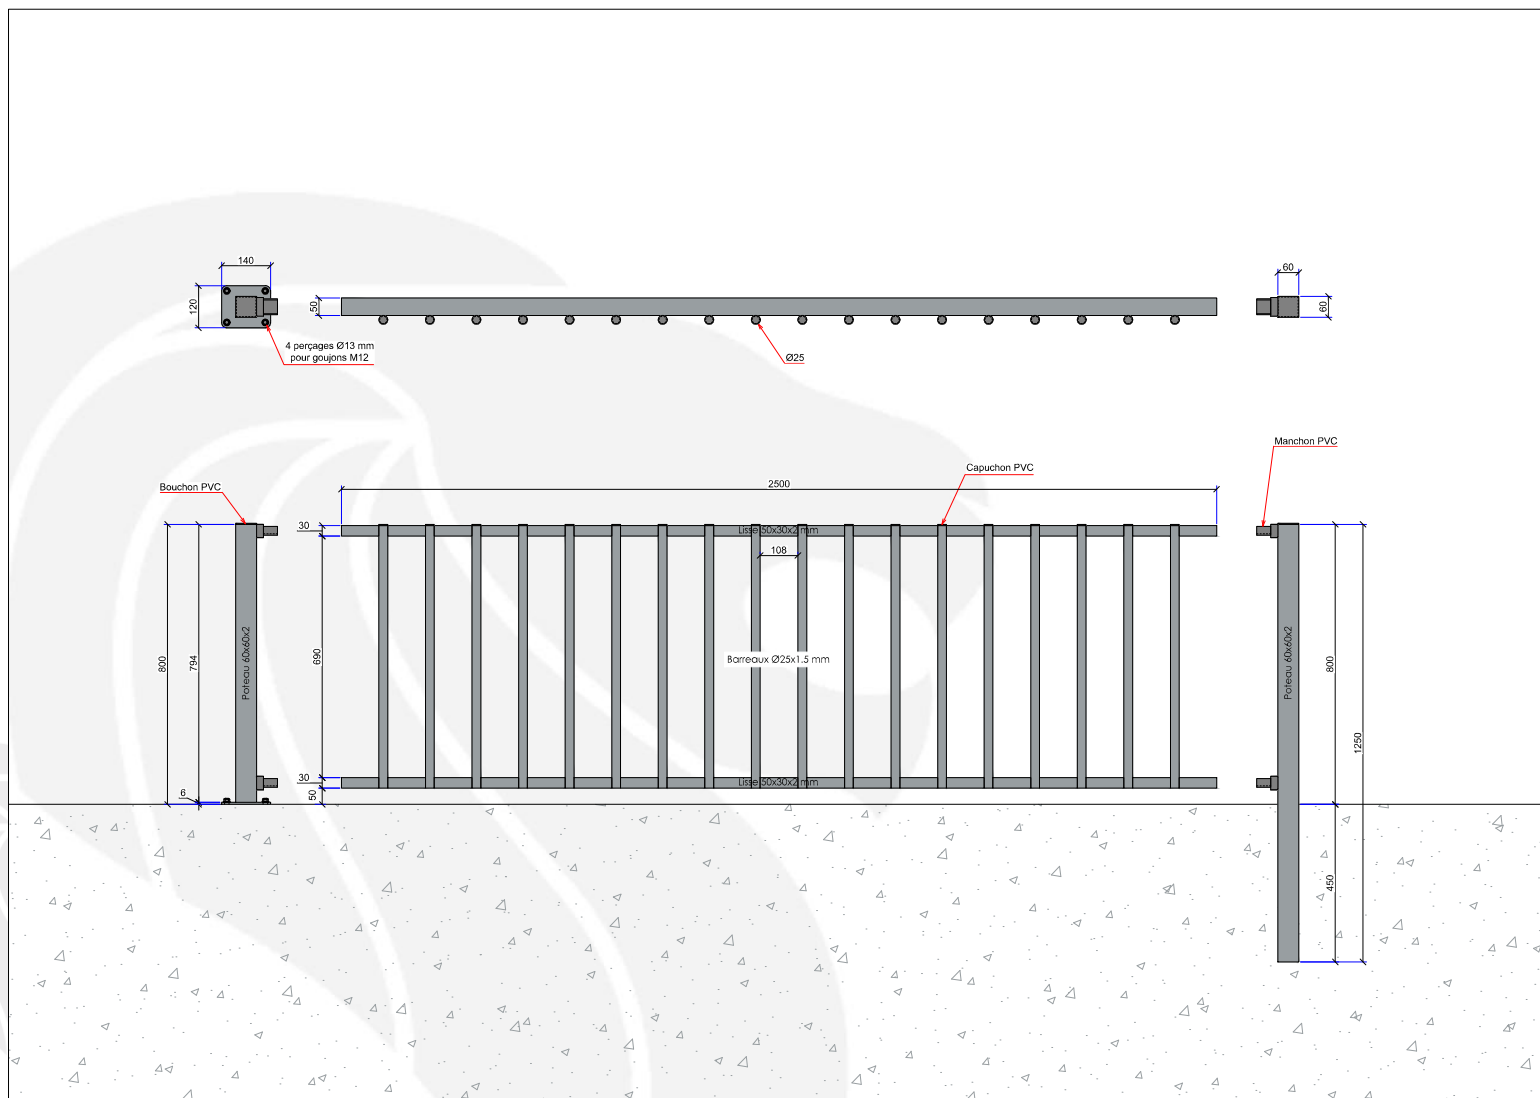 140
120
4 perçages Ø13 mm
pour goujons M12
50
Ø25
60
60
Bouchon PVC
Capuchon PVC
Manchon PVC
2500
30
Lisse 50x30x2 mm
108
800
794
Poteau 60x60x2
690
Barreaux Ø25x1.5 mm
Poteau 60x60x2
800
1250
30
Lisse 50x30x2 mm
6
50
450